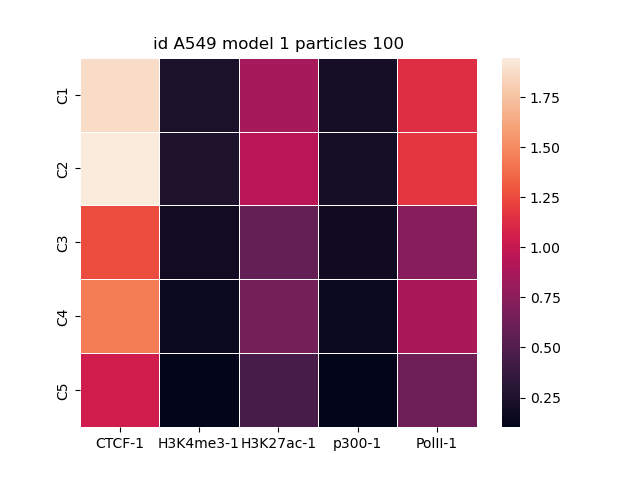 id A549 model 1 particles 100
C1
C2
C3
C4
C5
CTCF-1 H3K4me3-1 H3K27ac-1 p300-1 PolII-1
1.75
1.50
1.25
1.00
0.75
0.50
0.25